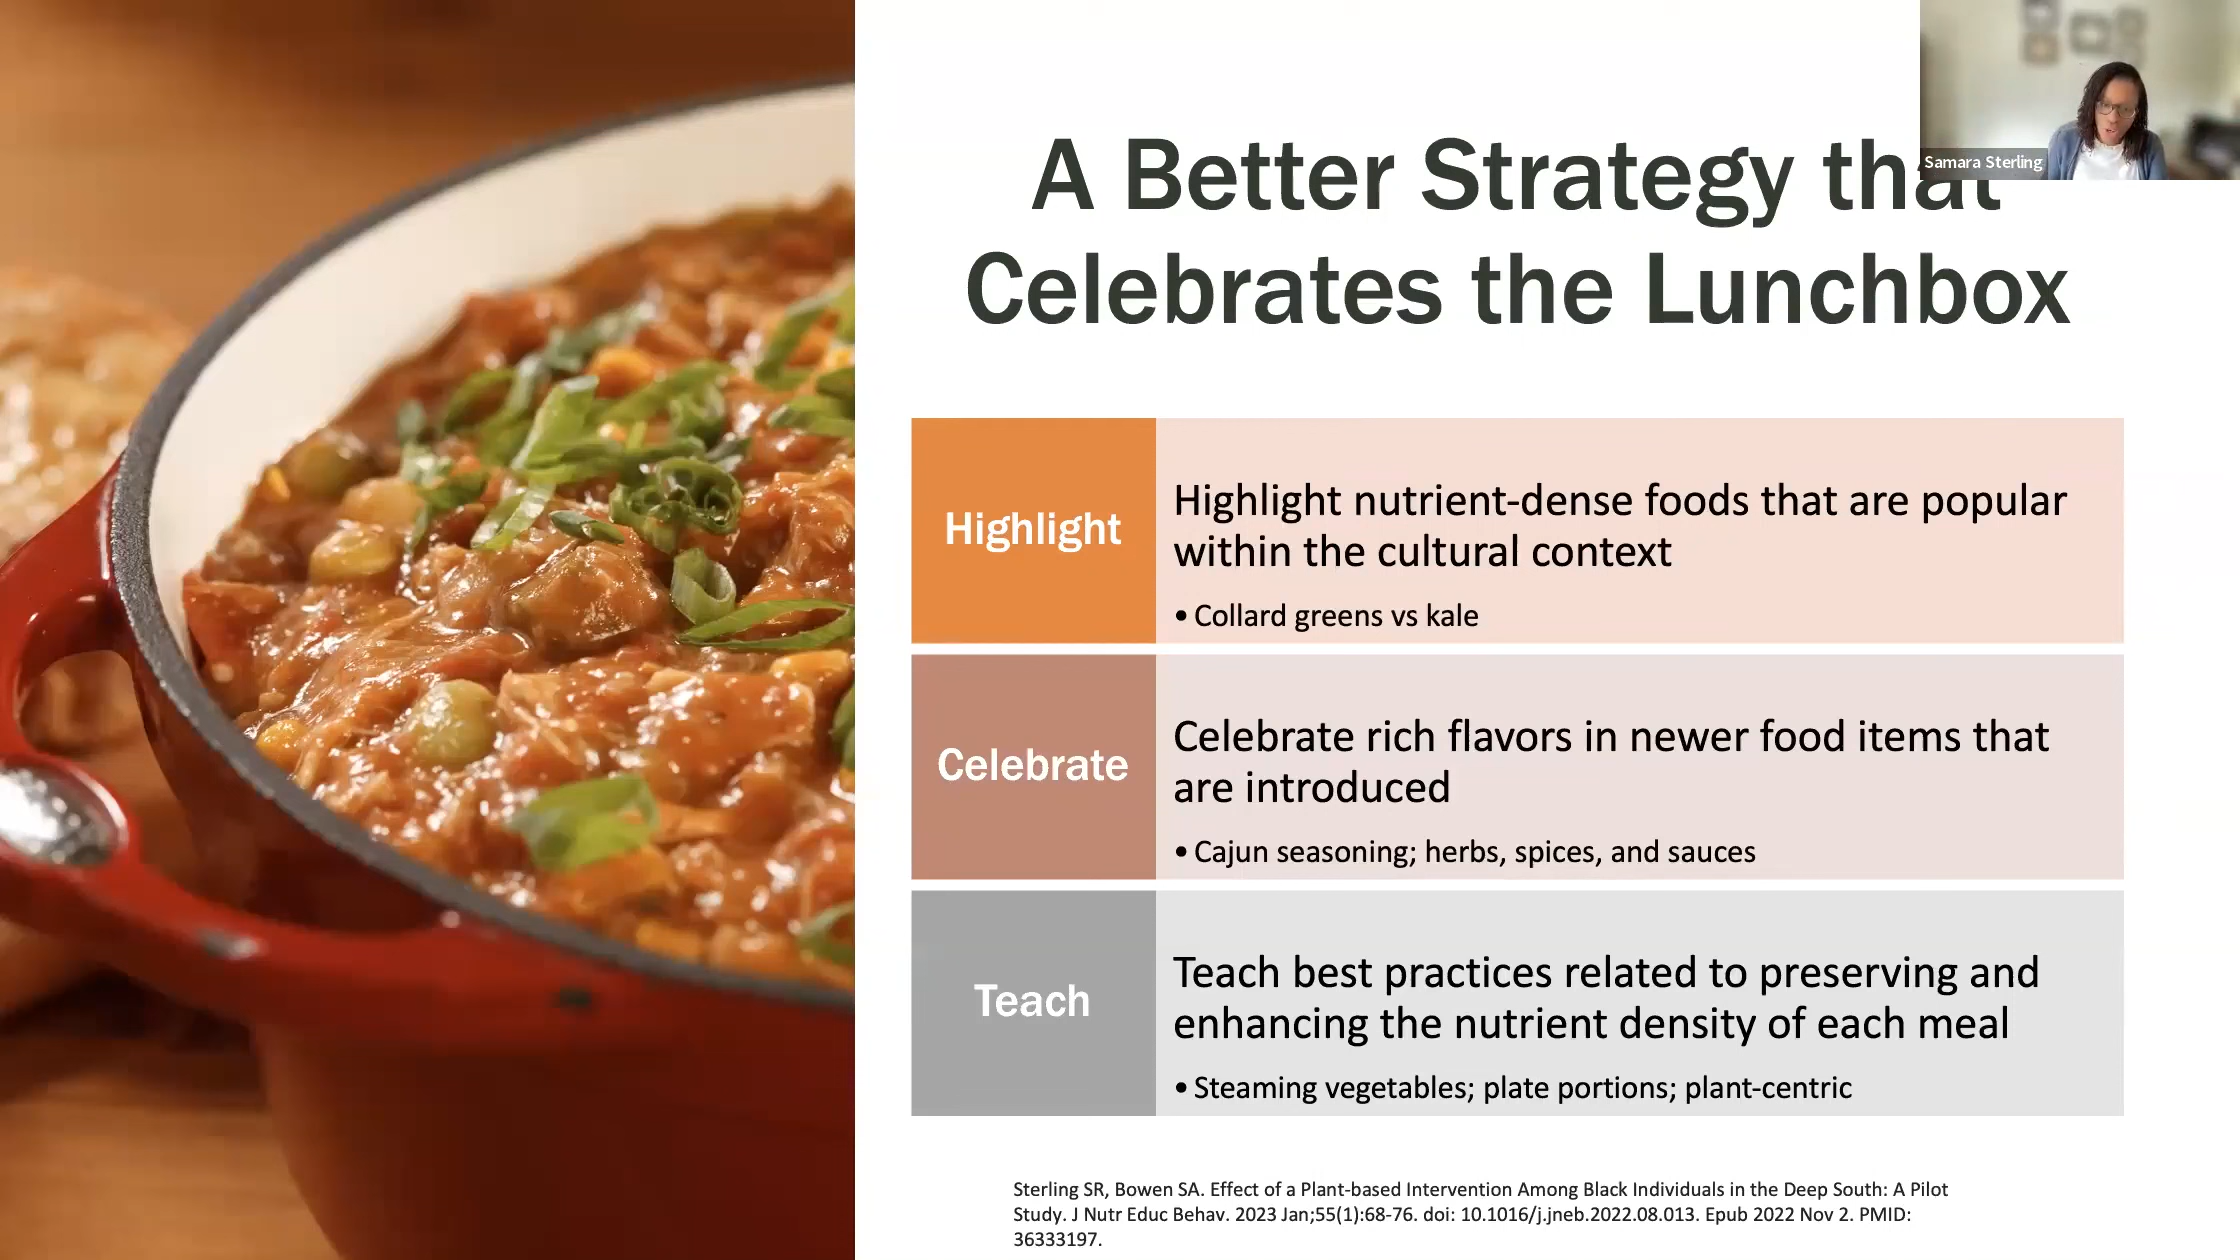 A Better Strategy that
Samara Sterling
Celebrates the Lunchbox
Highlight
Highlight nutrient-dense foods that are popular
within the cultural context
• Collard greens vs kale
Celebrate
Celebrate rich flavors in newer food items that
are introduced
• Cajun seasoning; herbs, spices, and sauces
Teach
Teach best practices related to preserving and
enhancing the nutrient density of each meal
• Steaming vegetables; plate portions; plant-centric
Sterling SR, Bowen SA. Effect of a Plant-based Intervention Among Black Individuals in the Deep South: A Pilot
Study. J Nutr Educ Behav. 2023 Jan;55(1):68-76. doi: 10.1016/j.jneb.2022.08.013. Epub 2022 Nov 2. PMID:
36333197.